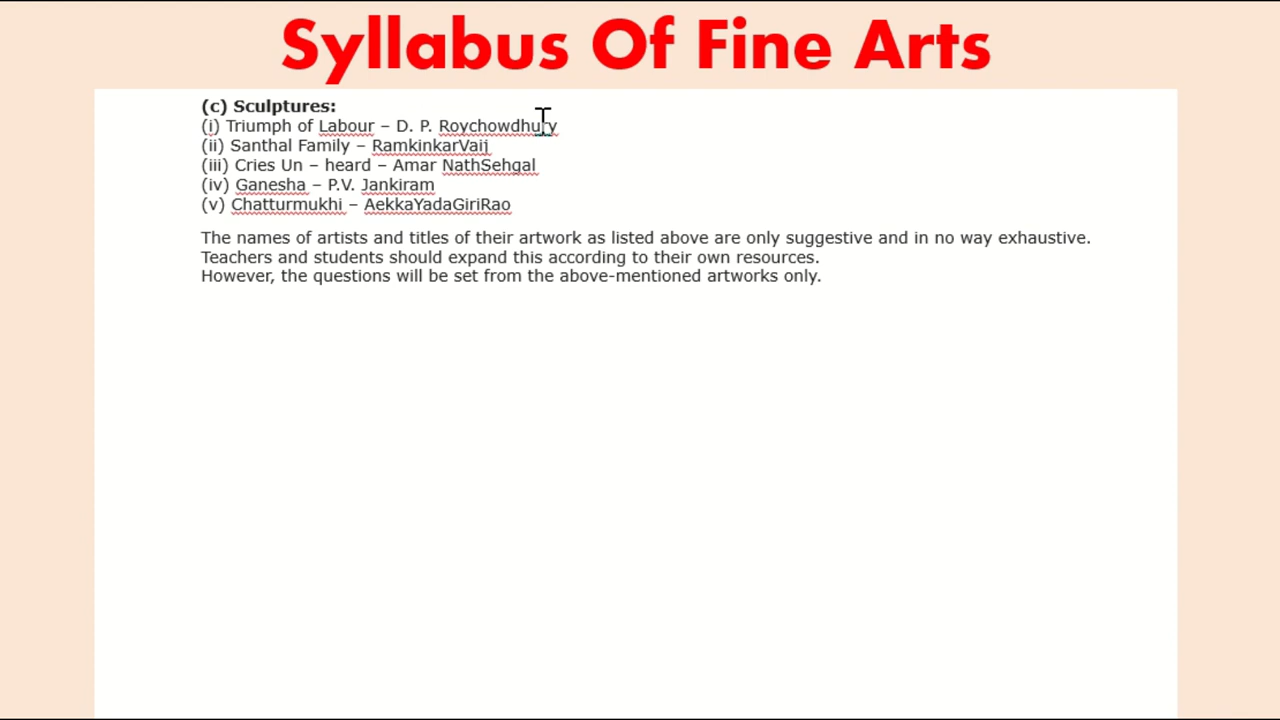 Syllabus Of Fine Arts
(c) Sculptures:
(i) Triumph of Labour – D. P. Roychowdhury
(ii) Santhal Family – RamkinkarVaij
(iii) Cries Un – heard – Amar NathSehgal
(iv) Ganesha – P.V. Jankiram
(v) Chatturmukhi – AekkaYadaGiriRao
The names of artists and titles of their artwork as listed above are only suggestive and in no way exhaustive.
Teachers and students should expand this according to their own resources.
However, the questions will be set from the above-mentioned artworks only.